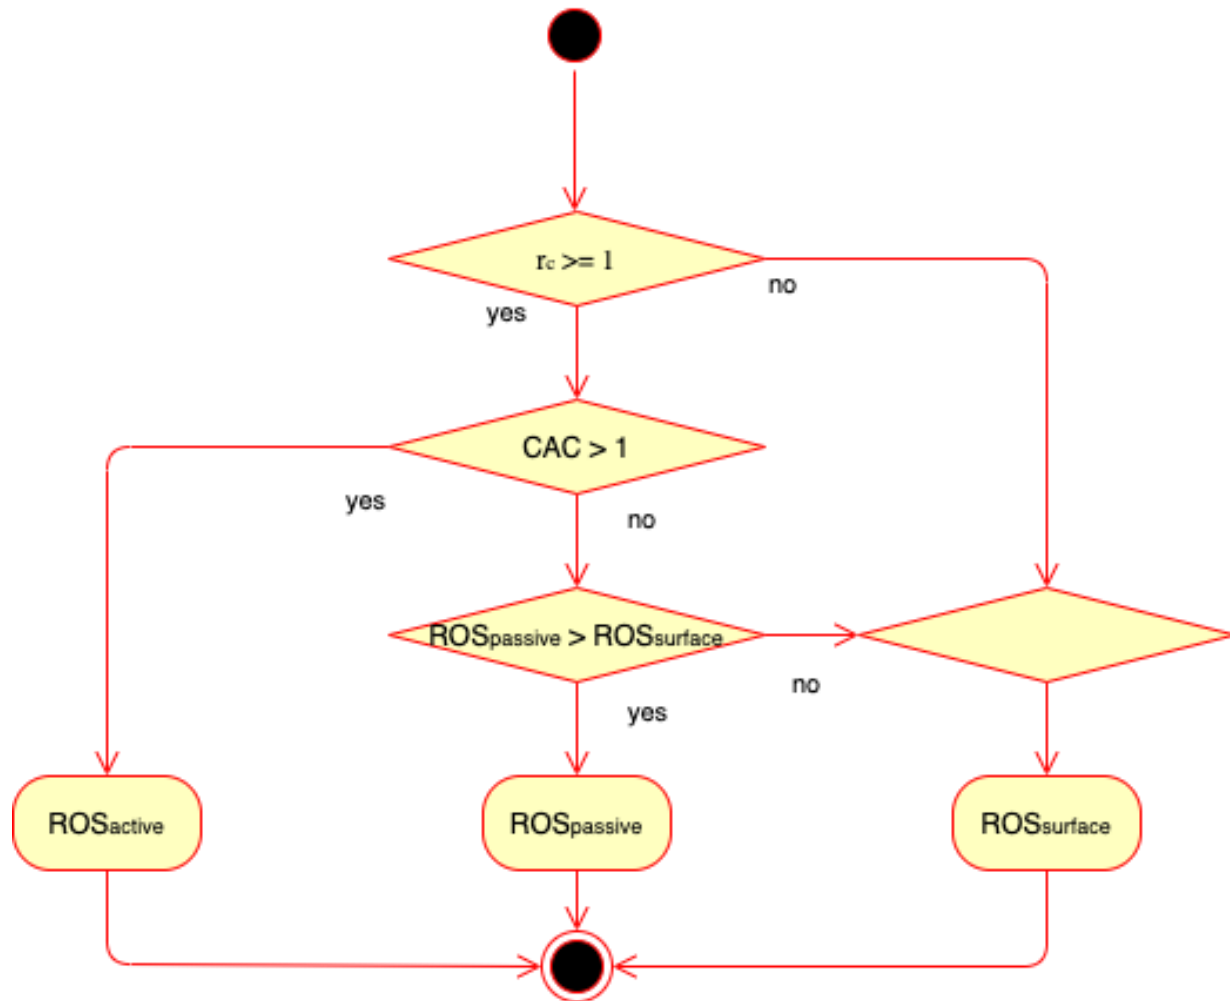 rc >= 1
no
yes
CAC > 1
yes
no
ROSpassive > ROSsurface
no
yes
ROSactive
ROSpassive
ROSsurface